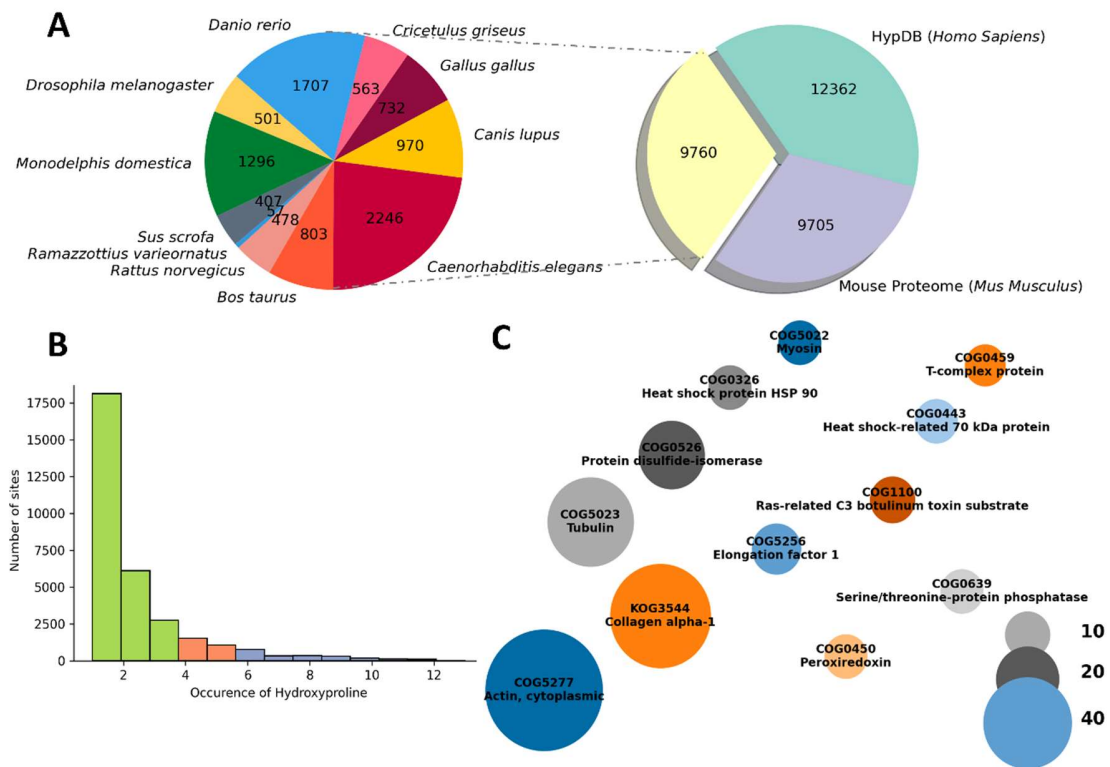 A
Danio rerio
Cricetulus griseus
Gallus gallus
Drosophila melanogaster
Canis lupus
Monodelphis domestica
Sus scrofa
Ramazzottius varieornatus
Rattus norvegicus
Bos taurus
Caenorhabditis elegans
1707
563
732
970
2246
803
478
57
407
1296
501
HypDB (Homo Sapiens)
12362
9760
9705
Mouse Proteome (Mus Musculus)
B
Number of sites
17500
15000
12500
10000
7500
5000
2500
0
2 4 6 8 10 12
Occurence of Hydroxyproline
C
COG5022
Myosin
COG0459
T-complex protein
COG0326
Heat shock protein HSP 90
COG0443
Heat shock-related 70 kDa protein
COG0526
Protein disulfide-isomerase
COG1100
Ras-related C3 botulinum toxin substrate
COG5023
Tubulin
COG5256
Elongation factor 1
COG0639
Serine/threonine-protein phosphatase
KOG3544
Collagen alpha-1
COG0450
Peroxiredoxin
COG5277
Actin, cytoplasmic
10
20
40